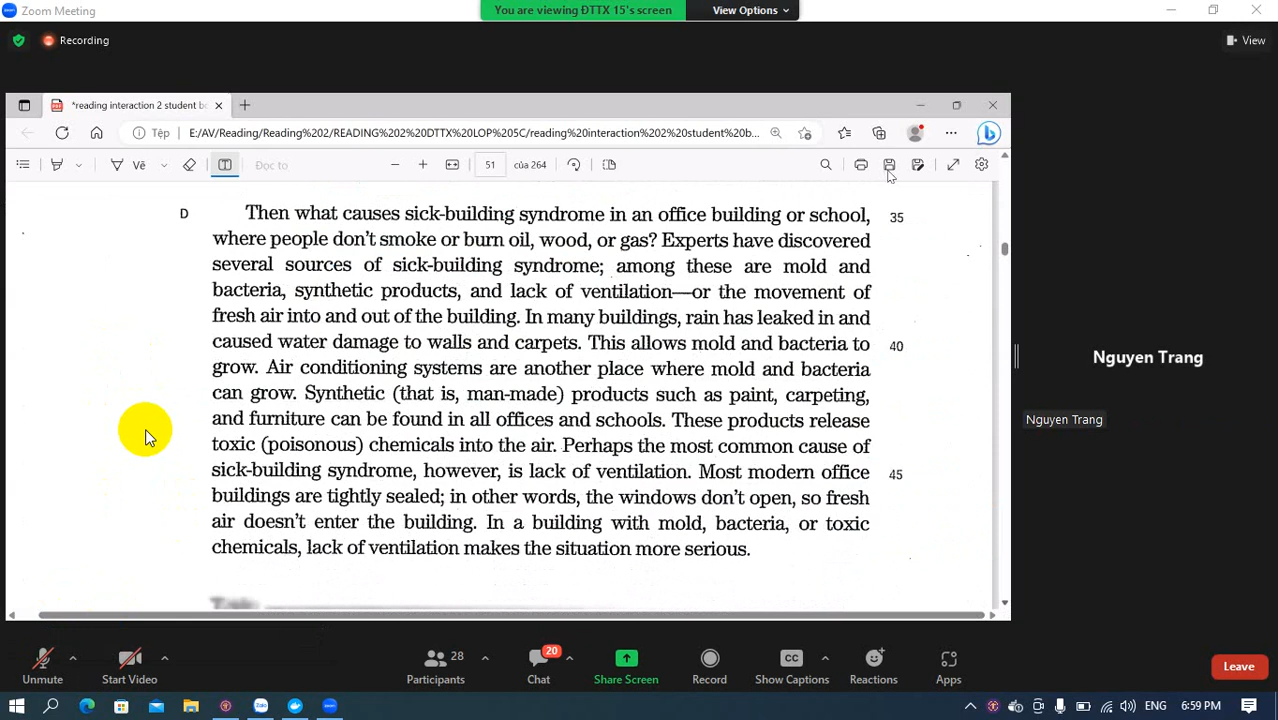 Zoom Meeting
You are viewing ĐTTX 15's screen
View Options
Recording
View
*reading interaction 2 student bo
Tệp
E:/AV/Reading/Reading%202/READING%202%20DTTX%20LOP%205C/reading%20interaction%202%20student%20b...
Vẽ
Đọc to
51
của 264
D
Then what causes sick-building syndrome in an office building or school, 35
where people don't smoke or burn oil, wood, or gas? Experts have discovered
several sources of sick-building syndrome; among these are mold and
bacteria, synthetic products, and lack of ventilation—or the movement of
fresh air into and out of the building. In many buildings, rain has leaked in and
caused water damage to walls and carpets. This allows mold and bacteria to 40
grow. Air conditioning systems are another place where mold and bacteria
can grow. Synthetic (that is, man-made) products such as paint, carpeting,
and furniture can be found in all offices and schools. These products release
toxic (poisonous) chemicals into the air. Perhaps the most common cause of
sick-building syndrome, however, is lack of ventilation. Most modern office 45
buildings are tightly sealed; in other words, the windows don't open, so fresh
air doesn't enter the building. In a building with mold, bacteria, or toxic
chemicals, lack of ventilation makes the situation more serious.
Nguyen Trang
Nguyen Trang
Unmute
Start Video
28
Participants
20
Chat
Share Screen
Record
CC
Show Captions
Reactions
Apps
Leave
ENG
6:59 PM